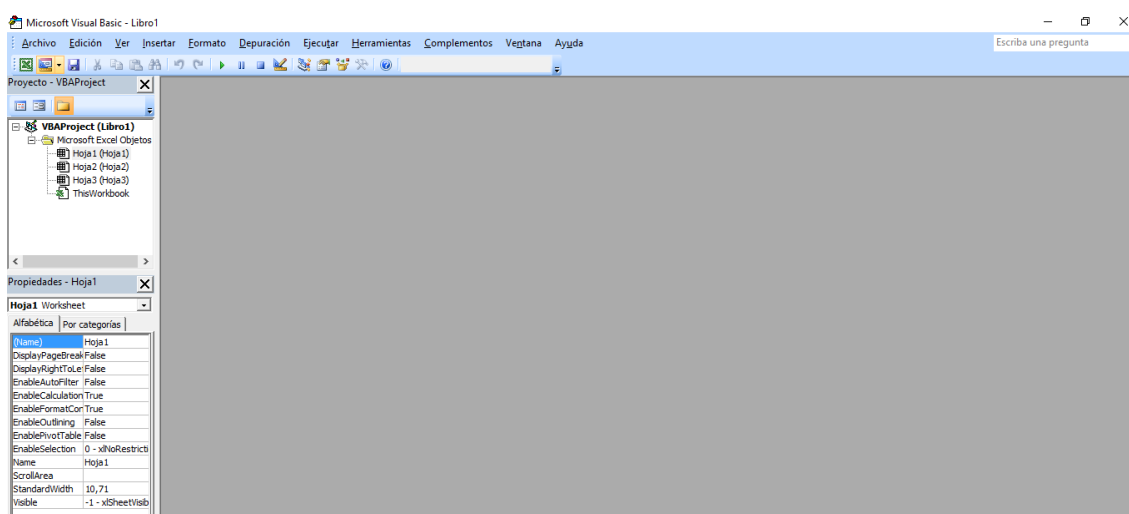 Microsoft Visual Basic - Libro1
Archivo Edición Ver Insertar Formato Depuración Ejecutar Herramientas Complementos Ventana Ayuda Escriba una pregunta
Proyecto - VBAProject
VBAProject (Libro1)
Microsoft Excel Objetos
Hoja1 (Hoja1)
Hoja2 (Hoja2)
Hoja3 (Hoja3)
ThisWorkbook
Propiedades - Hoja1
Hoja1 Worksheet
Alfabética Por categorías
(Name) Hoja1
DisplayPageBreak False
DisplayRightToLef False
EnableAutoFilter False
EnableCalculation True
EnableFormatCor True
EnableOutlining False
EnablePivotTable False
EnableSelection 0 - xlNoRestricti
Name Hoja1
ScrollArea
StandardWidth 10,71
Visible -1 - xlSheetVisib